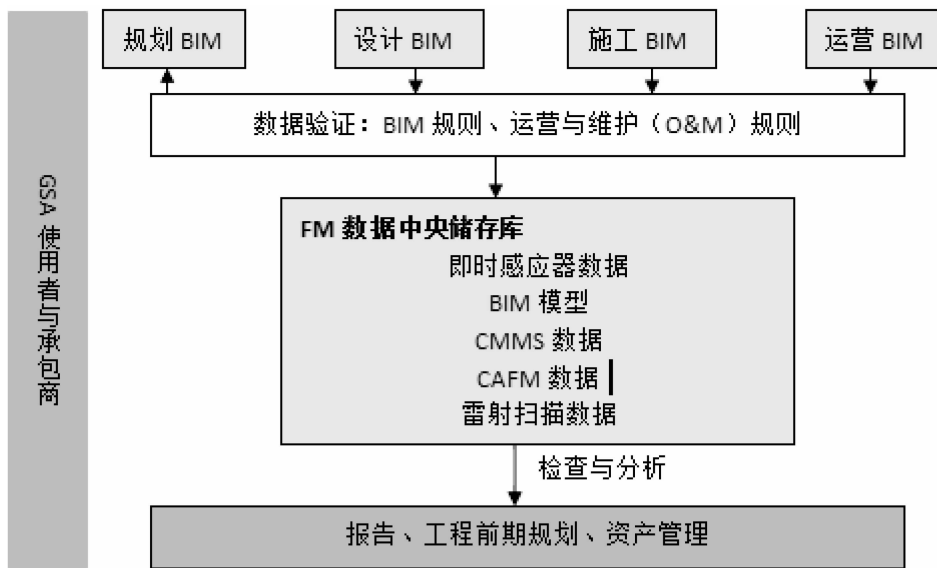 规划 BIM
设计 BIM
施工 BIM
运营 BIM
数据验证：BIM 规则、运营与维护（O&M）规则
GSA 使用者与承包商
FM 数据中央储存库
即时感应器数据
BIM 模型
CMMS 数据
CAFM 数据
雷射扫描数据
检查与分析
报告、工程前期规划、资产管理